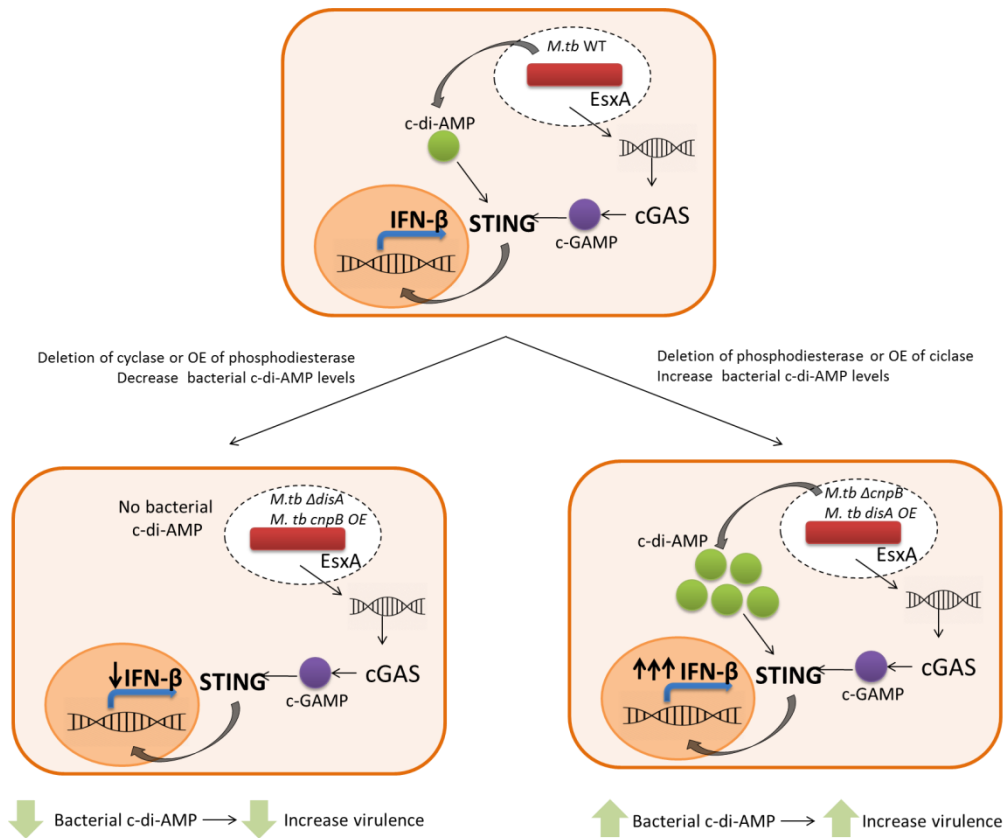 M.tb WT
EsxA
c-di-AMP
IFN-β
STING
c-GAMP
cGAS
Deletion of cyclase or OE of phosphodiesterase
Decrease bacterial c-di-AMP levels
Deletion of phosphodiesterase or OE of ciclase
Increase bacterial c-di-AMP levels
No bacterial
c-di-AMP
M.tb ΔdisA
M. tb cnpB OE
EsxA
IFN-β
STING
c-GAMP
cGAS
M.tb ΔcnpB
M. tb disA OE
EsxA
c-di-AMP
IFN-β
STING
c-GAMP
cGAS
Bacterial c-di-AMP
Increase virulence
Bacterial c-di-AMP
Increase virulence